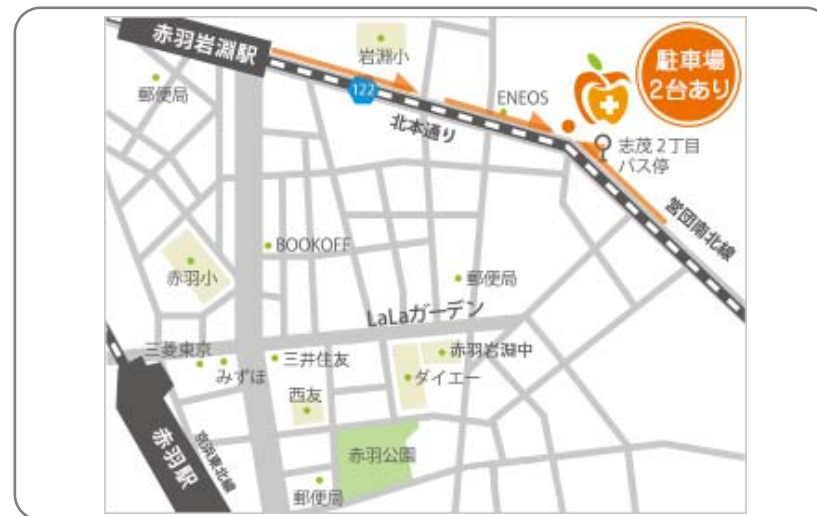 赤羽岩淵駅
岩淵小
駐車場
2台あり
郵便局
122
ENEOS
北本通り
志茂2丁目
バス停
営団南北線
BOOKOFF
赤羽小
郵便局
LaLaガーデン
三菱東京
みずほ
三井住友
赤羽岩淵中
ダイエー
西友
赤羽駅
京浜東北線
赤羽公園
郵便局